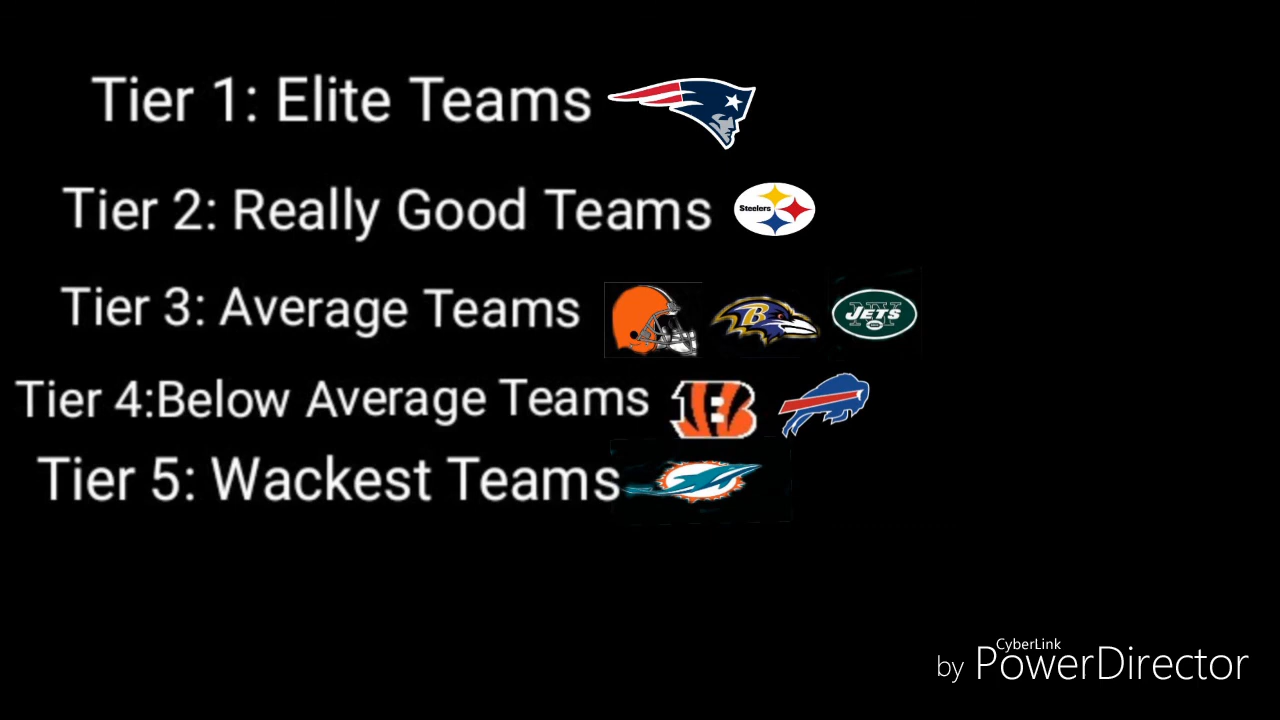 Tier 1: Elite Teams
Tier 2: Really Good Teams
Steelers
Tier 3: Average Teams
B
NY
JETS
Tier 4:Below Average Teams
B
Tier 5: Wackest Teams
CyberLink
by PowerDirector